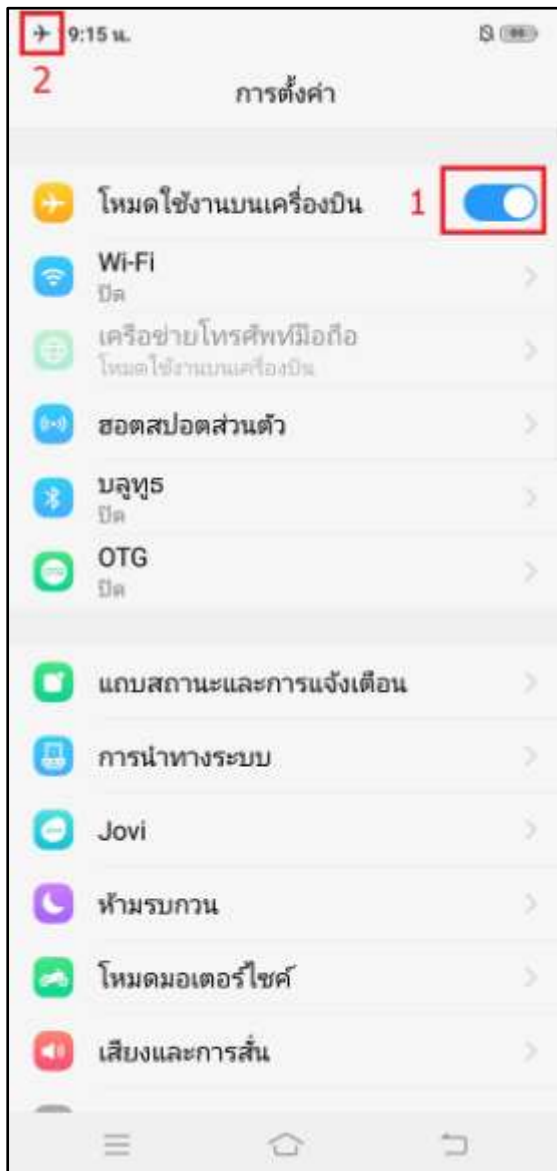 9:15 น.
2
การตั้งค่า
โหมดใช้งานบนเครื่องบิน 1
Wi-Fi
ปิด
เครือข่ายโทรศัพท์มือถือ
โหมดใช้งานบนเครื่องบิน
ฮอตสปอตส่วนตัว
บลูทูธ
ปิด
OTG
ปิด
แถบสถานะและการแจ้งเตือน
การนำทางระบบ
Jovi
ห้ามรบกวน
โหมดมอเตอร์ไซค์
เสียงและการสั่น